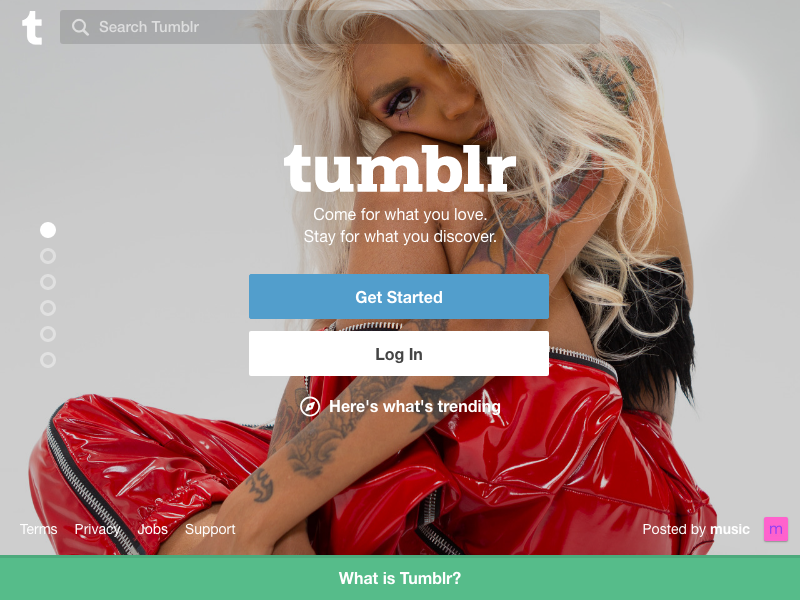 t
Search Tumblr
tumblr
Come for what you love.
Stay for what you discover.
Get Started
Log In
Here's what's trending
Terms Privacy Jobs Support
Posted by music m
What is Tumblr?